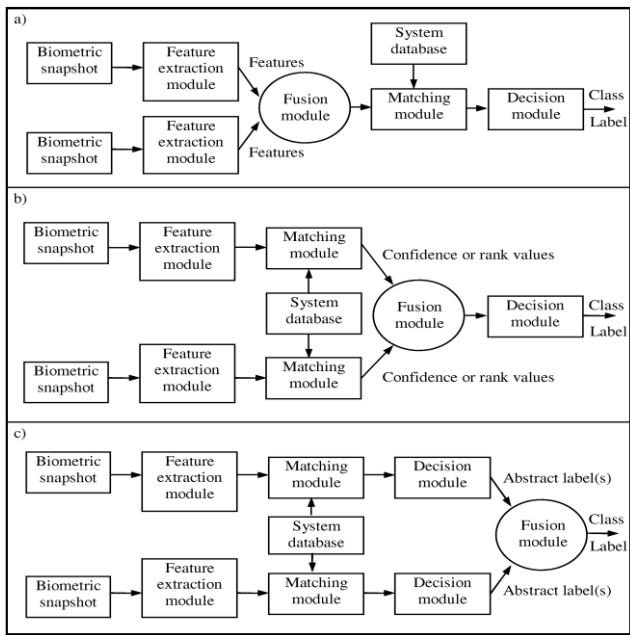 a)
Biometric
snapshot
Feature
extraction
module
Features
Biometric
snapshot
Feature
extraction
module
Features
Fusion
module
System
database
Matching
module
Decision
module
Class
Label
b)
Biometric
snapshot
Feature
extraction
module
Matching
module
Confidence or rank values
System
database
Biometric
snapshot
Feature
extraction
module
Matching
module
Confidence or rank values
Fusion
module
Decision
module
Class
Label
c)
Biometric
snapshot
Feature
extraction
module
Matching
module
Decision
module
Abstract label(s)
System
database
Biometric
snapshot
Feature
extraction
module
Matching
module
Decision
module
Abstract label(s)
Fusion
module
Class
Label